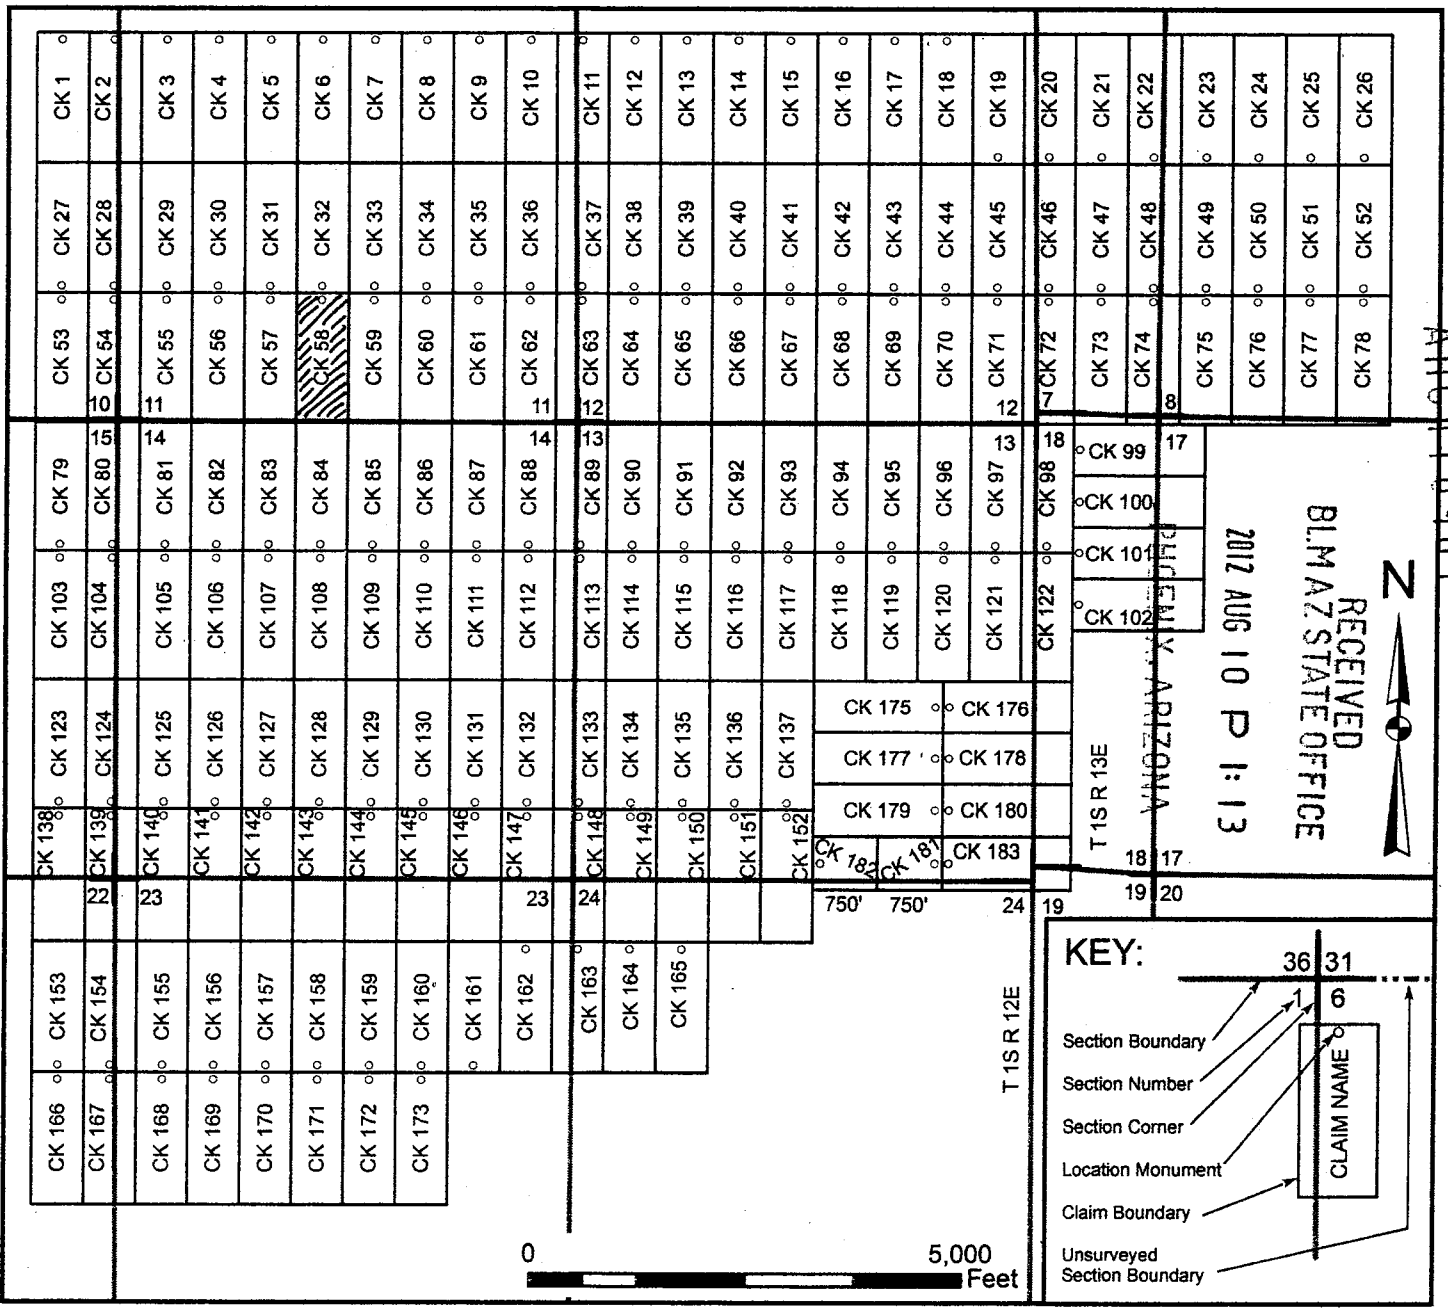 CK 1 CK 2 CK 3 CK 4 CK 5 CK 6 CK 7 CK 8 CK 9 CK 10 CK 11 CK 12 CK 13 CK 14 CK 15 CK 16 CK 17 CK 18 CK 19 CK 20 CK 21 CK 22 CK 23 CK 24 CK 25 CK 26
CK 27 CK 28 CK 29 CK 30 CK 31 CK 32 CK 33 CK 34 CK 35 CK 36 CK 37 CK 38 CK 39 CK 40 CK 41 CK 42 CK 43 CK 44 CK 45 CK 46 CK 47 CK 48 CK 49 CK 50 CK 51 CK 52
CK 53 CK 54 CK 55 CK 56 CK 57 CK 58 CK 59 CK 60 CK 61 CK 62 CK 63 CK 64 CK 65 CK 66 CK 67 CK 68 CK 69 CK 70 CK 71 CK 72 CK 73 CK 74 CK 75 CK 76 CK 77 CK 78
10 11 11 12 12 7 8
15 14 14 13 13 18 17
CK 79 CK 80 CK 81 CK 82 CK 83 CK 84 CK 85 CK 86 CK 87 CK 88 CK 89 CK 90 CK 91 CK 92 CK 93 CK 94 CK 95 CK 96 CK 97 CK 98
CK 99
CK 100
CK 101
CK 102
CK 103 CK 104 CK 105 CK 106 CK 107 CK 108 CK 109 CK 110 CK 111 CK 112 CK 113 CK 114 CK 115 CK 116 CK 117 CK 118 CK 119 CK 120 CK 121 CK 122
CK 123 CK 124 CK 125 CK 126 CK 127 CK 128 CK 129 CK 130 CK 131 CK 132 CK 133 CK 134 CK 135 CK 136 CK 137
CK 175 CK 176
CK 177 CK 178
CK 179 CK 180
CK 182 CK 181 CK 183
CK 138 CK 139 CK 140 CK 141 CK 142 CK 143 CK 144 CK 145 CK 146 CK 147 CK 148 CK 149 CK 150 CK 151 CK 152
18 17
22 23 23 24 750' 750' 24 19 19 20
CK 153 CK 154 CK 155 CK 156 CK 157 CK 158 CK 159 CK 160 CK 161 CK 162 CK 163 CK 164 CK 165
CK 166 CK 167 CK 168 CK 169 CK 170 CK 171 CK 172 CK 173
T 1S R 13E
T 1S R 12E
RECEIVED
BLM AZ STATE OFFICE
2012 AUG 10 P 1: 13
PHOENIX, ARIZONA
N
0 5,000
Feet
KEY:
36 31
1 6
Section Boundary
Section Number
Section Corner
Location Monument
Claim Boundary
Unsurveyed
Section Boundary
CLAIM NAME